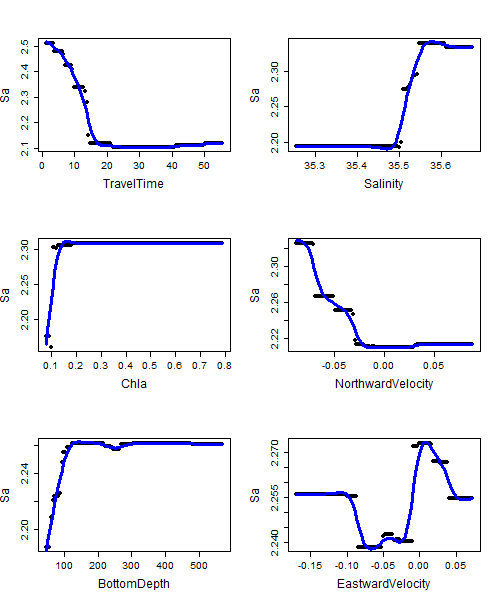 Sa
2.1 2.2 2.3 2.4 2.5
0 10 20 30 40 50
TravelTime
Sa
2.20 2.25 2.30
35.3 35.4 35.5 35.6
Salinity
Sa
2.20 2.25 2.30
0.1 0.2 0.3 0.4 0.5 0.6 0.7 0.8
Chla
Sa
2.22 2.26 2.30
-0.05 0.00 0.05
NorthwardVelocity
Sa
2.20 2.24
100 200 300 400 500
BottomDepth
Sa
2.240 2.255 2.270
-0.15 -0.10 -0.05 0.00 0.05
EastwardVelocity